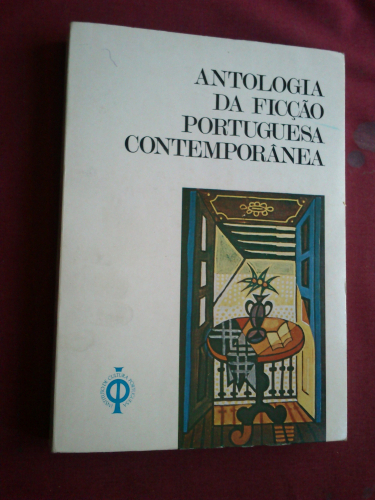 ANTOLOGIA
DA FICÇÃO
PORTUGUESA
CONTEMPORÂNEA